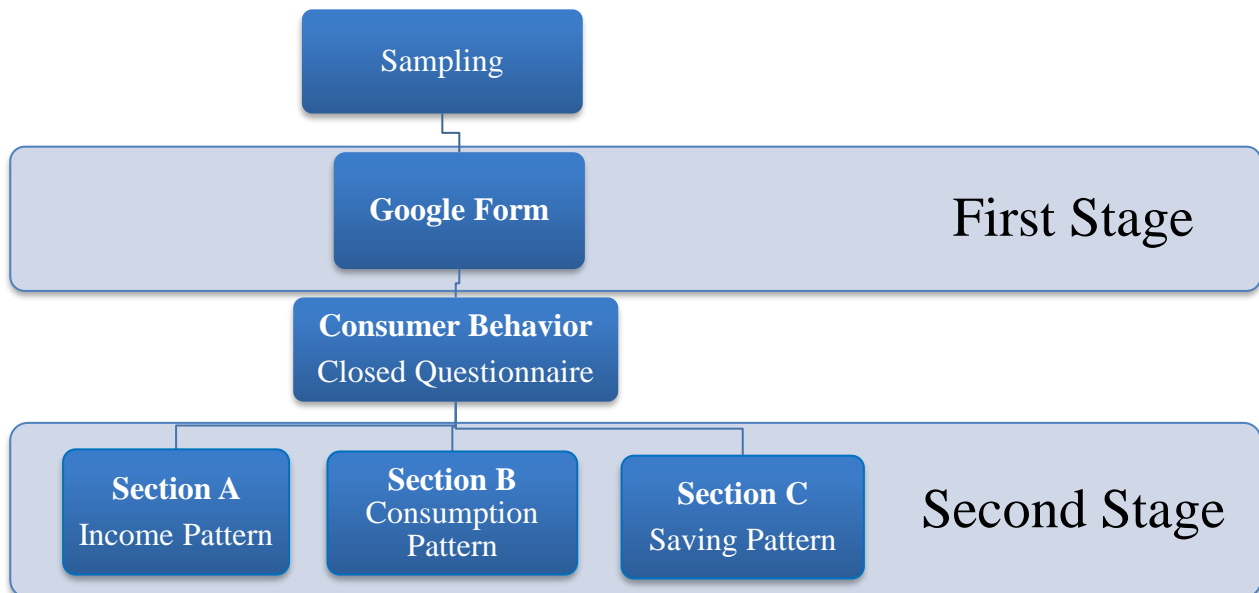 Sampling
Google Form
First Stage
Consumer Behavior
Closed Questionnaire
Section A
Income Pattern
Section B
Consumption
Pattern
Section C
Saving Pattern
Second Stage